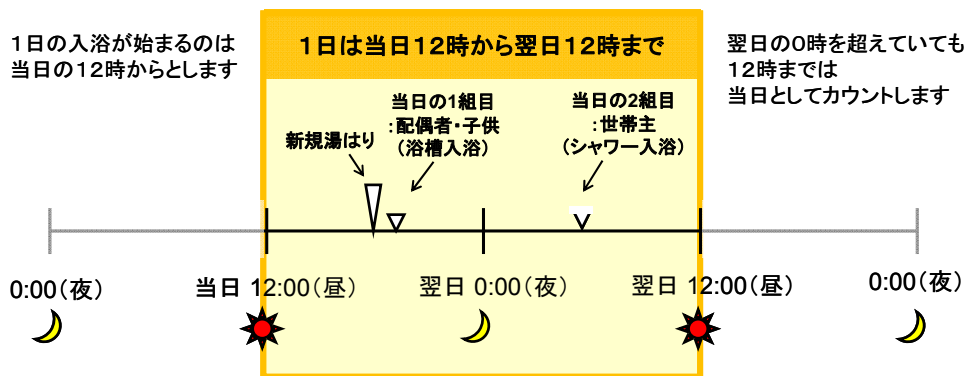 １日の入浴が始まるのは
当日の１２時からとします
１日は当日１２時から翌日１２時まで
翌日の０時を超えていても
１２時までは
当日としてカウントします
新規湯はり
当日の1組目
：配偶者・子供
（浴槽入浴）
当日の2組目
：世帯主
（シャワー入浴）
0:00（夜）
当日 12:00（昼）
翌日 0:00（夜）
翌日 12:00（昼）
0:00（夜）